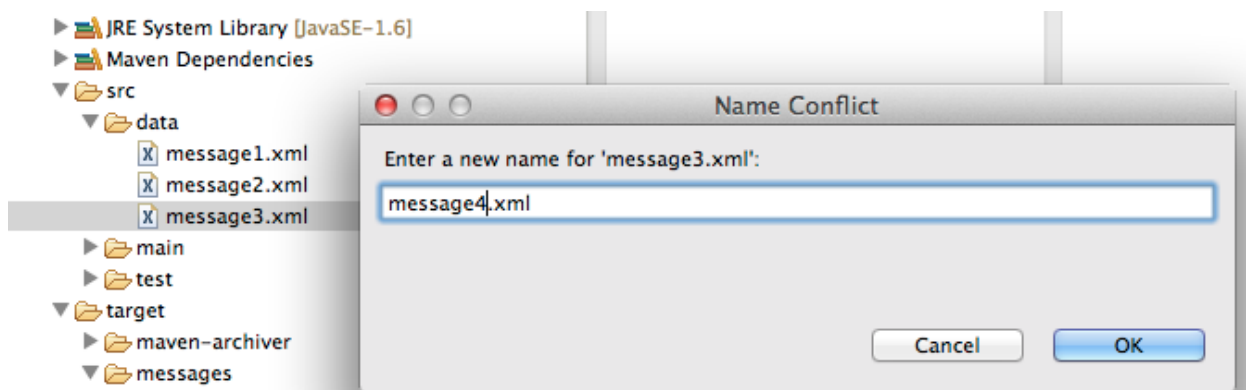 JRE System Library [JavaSE-1.6]
Maven Dependencies
src
data
message1.xml
message2.xml
message3.xml
main
test
target
maven-archiver
messages
Name Conflict
Enter a new name for 'message3.xml':
message4.xml
Cancel
OK